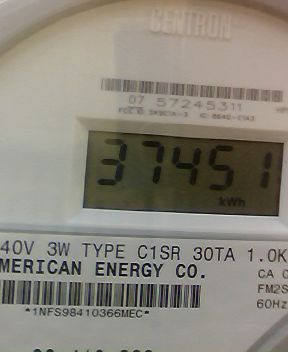 CENTRON
07 57245311
37451
kWh
40V 3W TYPE C1SR 30TA 1.0K
MERICAN ENERGY CO.
CA 0
FM2S
60Hz
*1NFS98410366MEC*